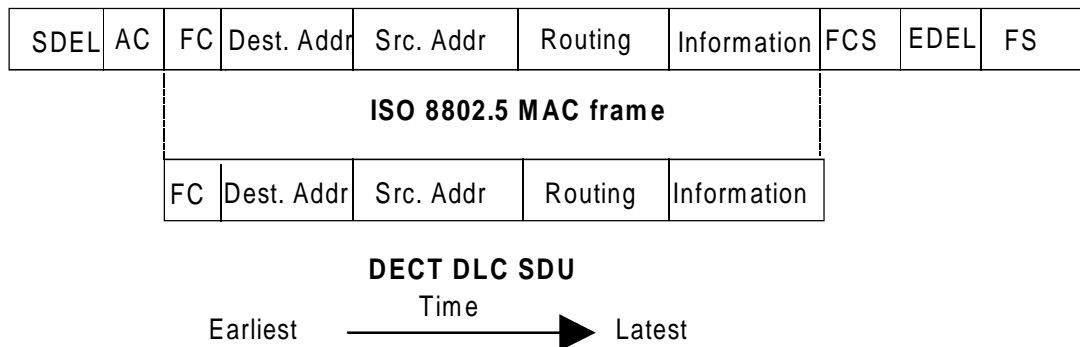 SDEL AC FC Dest. Addr Src. Addr Routing Information FCS EDEL FS
ISO 8802.5 MAC frame
FC Dest. Addr Src. Addr Routing Information
DECT DLC SDU
Time
Earliest Latest